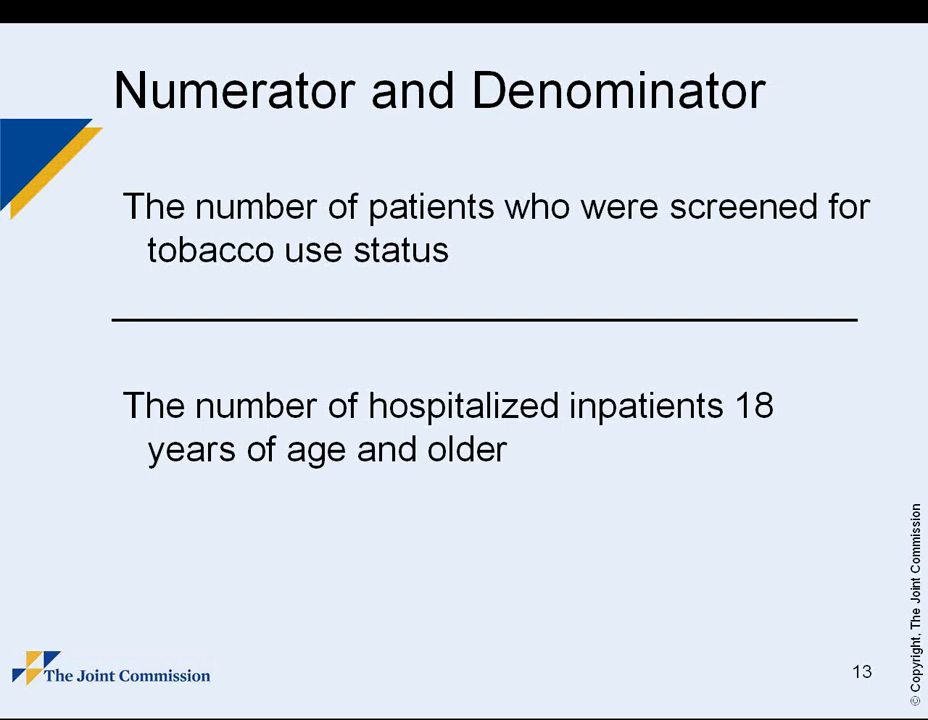 Numerator and Denominator
The number of patients who were screened for
tobacco use status
The number of hospitalized inpatients 18
years of age and older
© Copyright, The Joint Commission
The Joint Commission
13